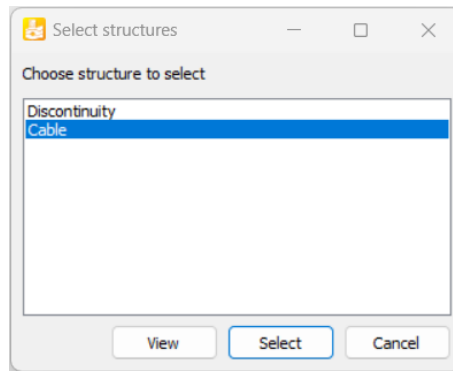 Select structures
Choose structure to select
Discontinuity
Cable
View Select Cancel